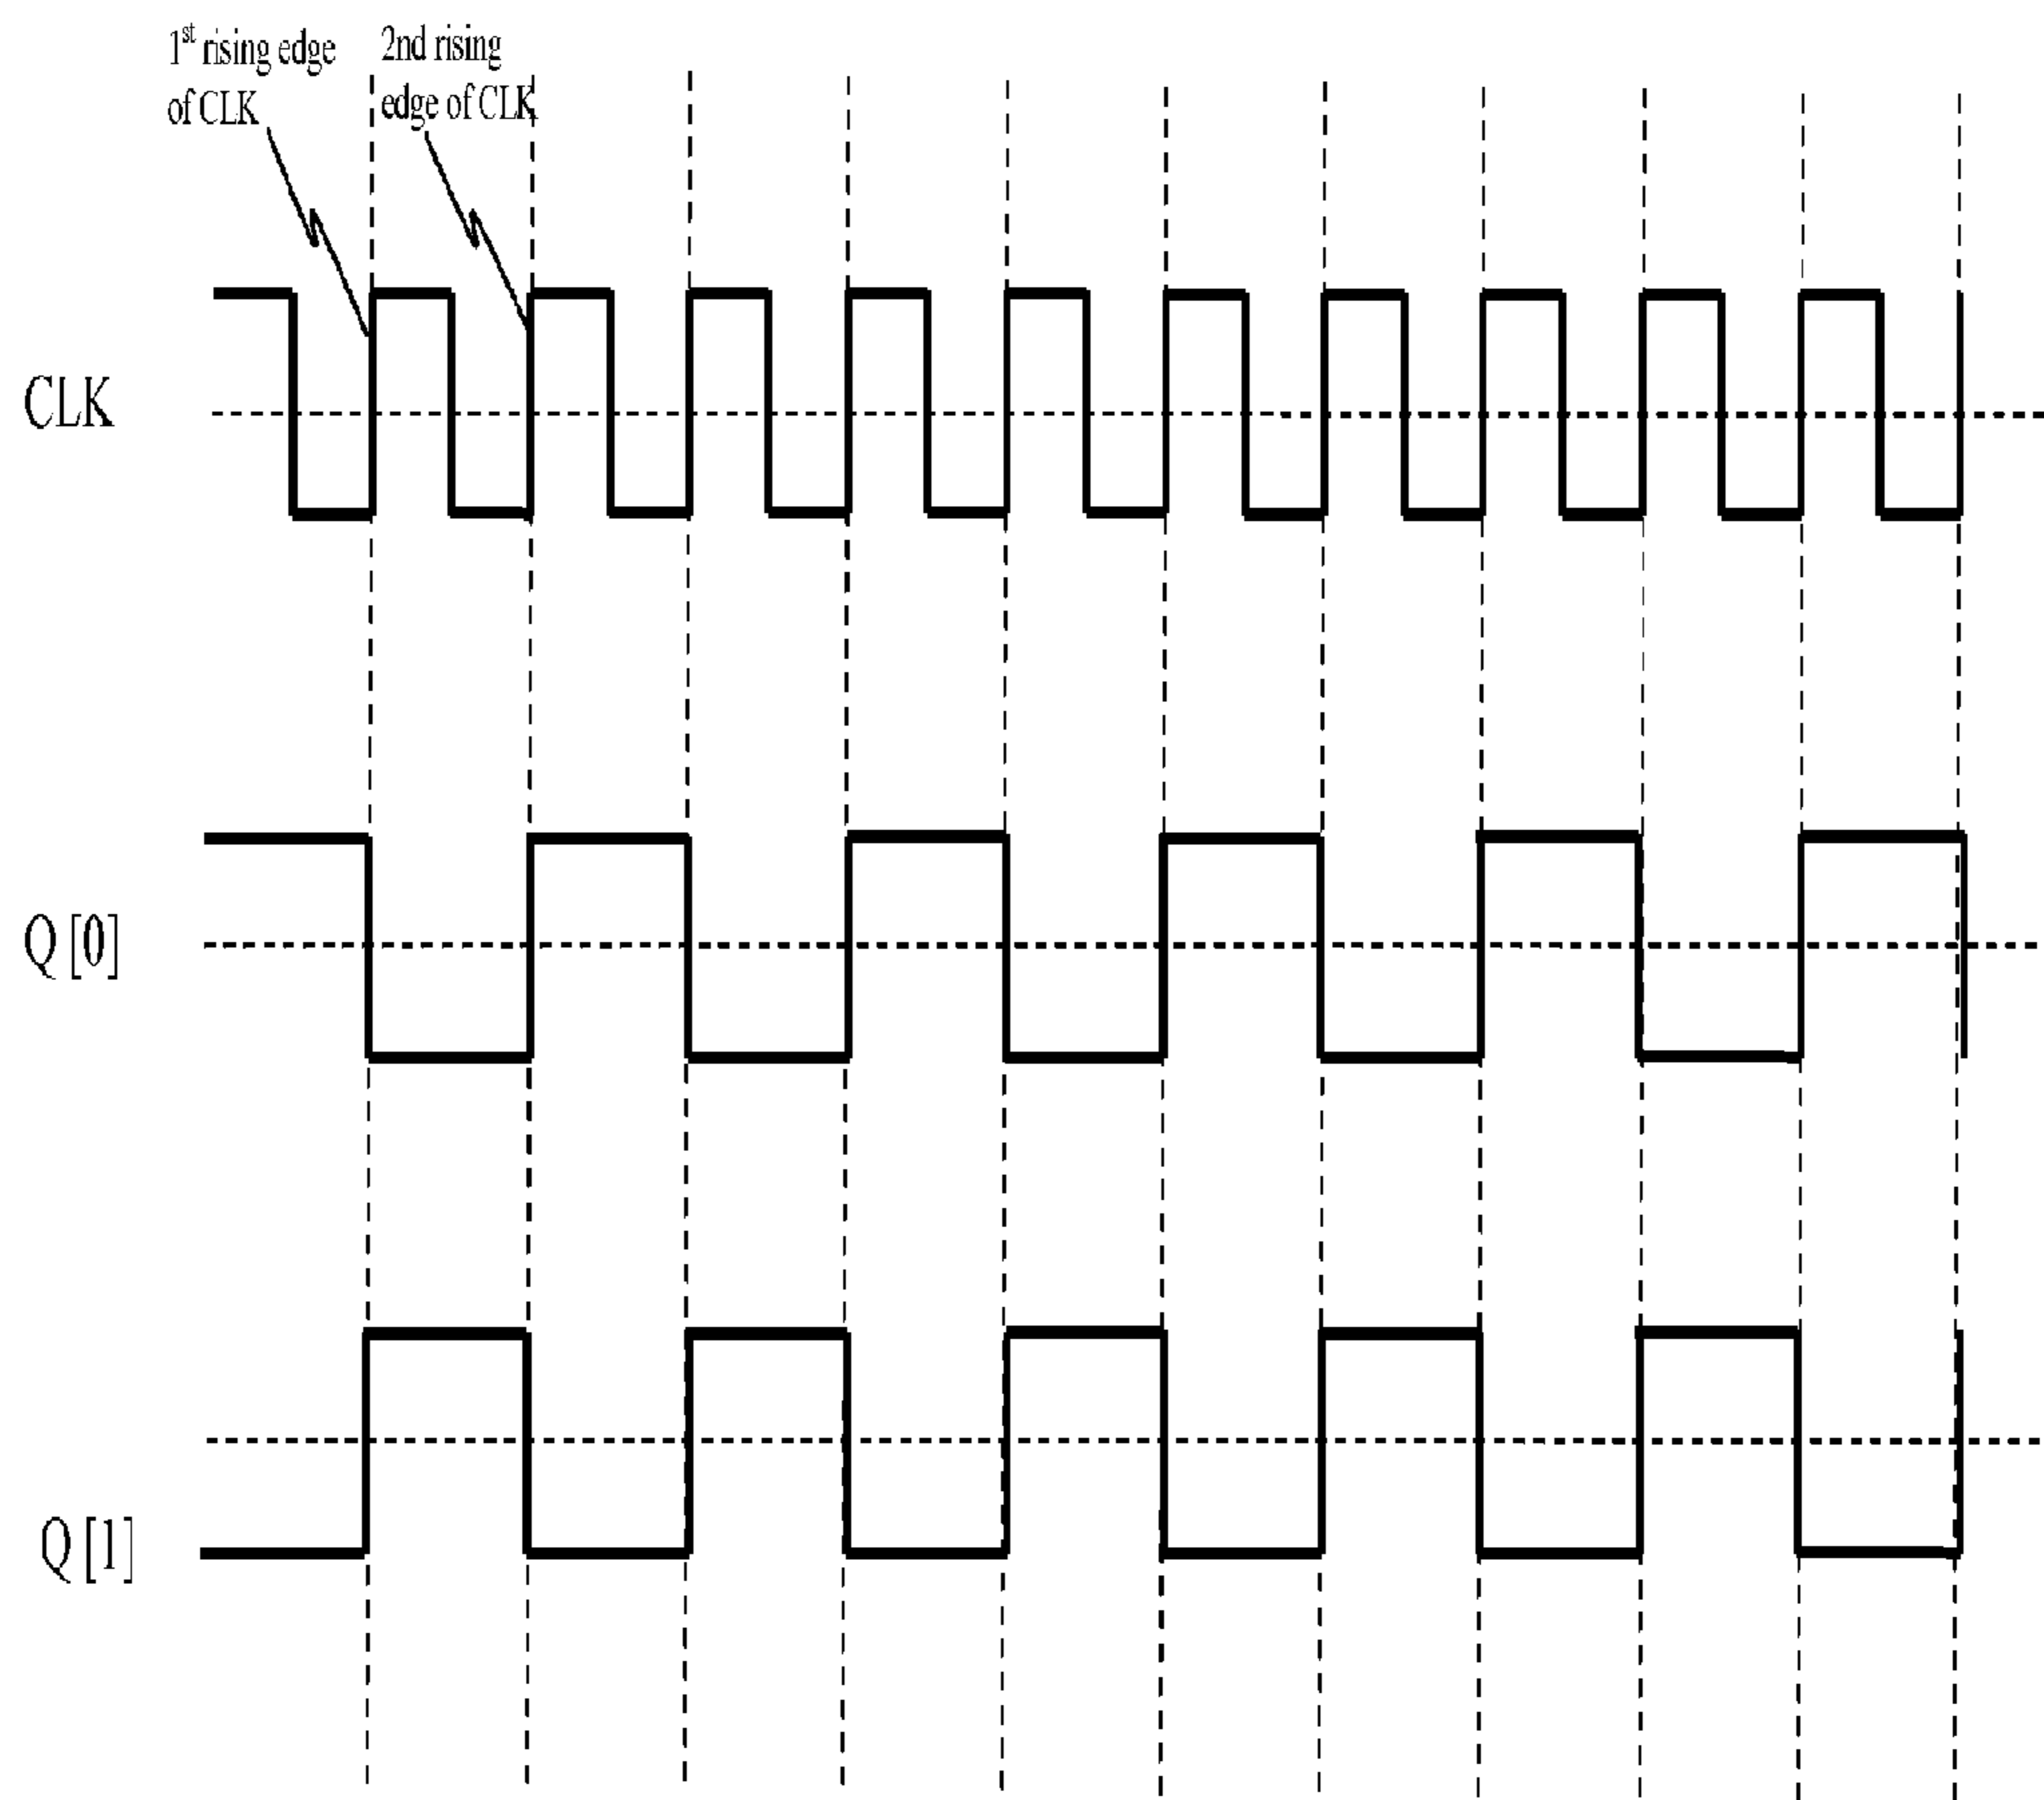 1st rising edge
of CLK
2nd rising
edge of CLK
CLK
Q [0]
Q [1]